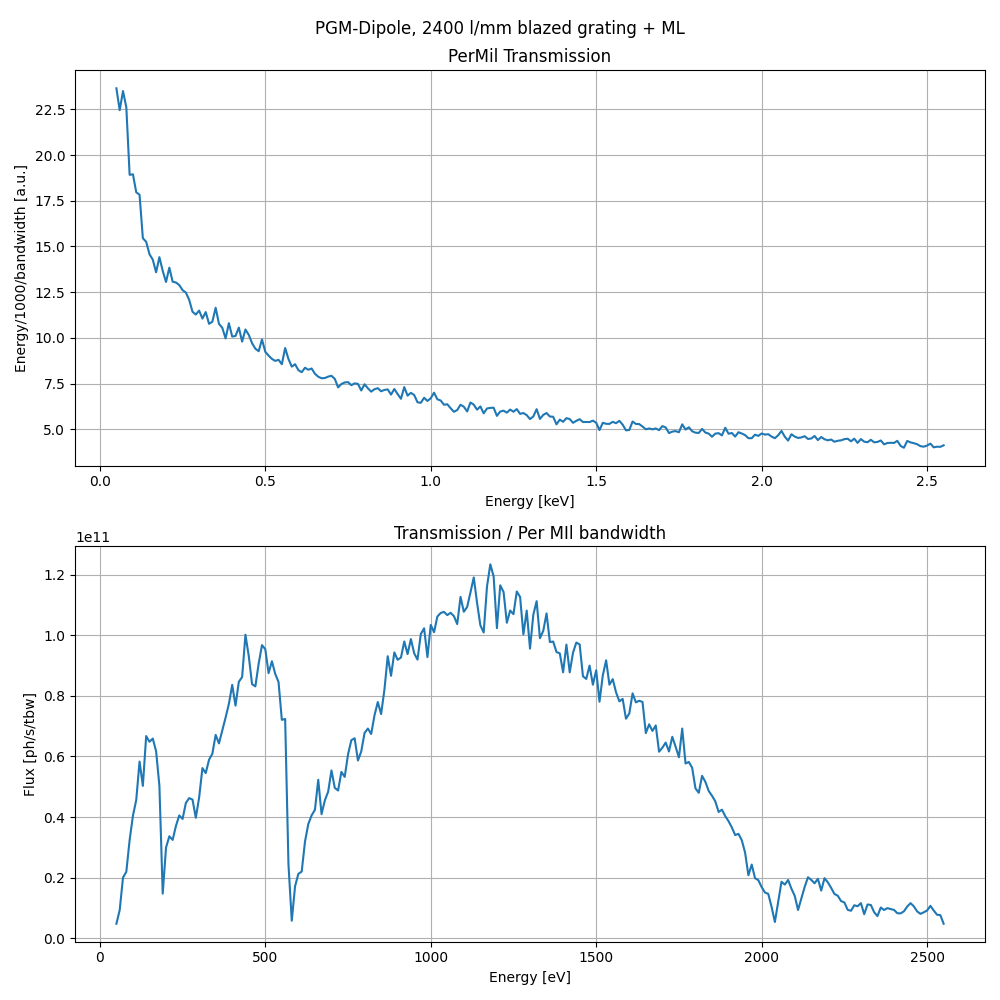 PGM-Dipole, 2400 l/mm blazed grating + ML
PerMil Transmission
Energy/1000/bandwidth [a.u.]
22.5
20.0
17.5
15.0
12.5
10.0
7.5
5.0
0.0 0.5 1.0 1.5 2.0 2.5
Energy [keV]
Transmission / Per MIl bandwidth
1e11
Flux [ph/s/tbw]
1.2
1.0
0.8
0.6
0.4
0.2
0.0
0 500 1000 1500 2000 2500
Energy [eV]